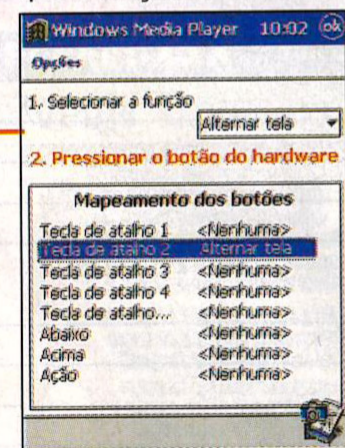 Windows Media Player 10:02 ok
Opções
1. Selecionar a função
Alternar tela
2. Pressionar o botão do hardware
Mapeamento dos botões
Tecla de atalho 1 <Nenhuma>
Tecla de atalho 2 Alternar tela
Tecla de atalho 3 <Nenhuma>
Tecla de atalho 4 <Nenhuma>
Tecla de atalho... <Nenhuma>
Abaixo <Nenhuma>
Acima <Nenhuma>
Ação <Nenhuma>